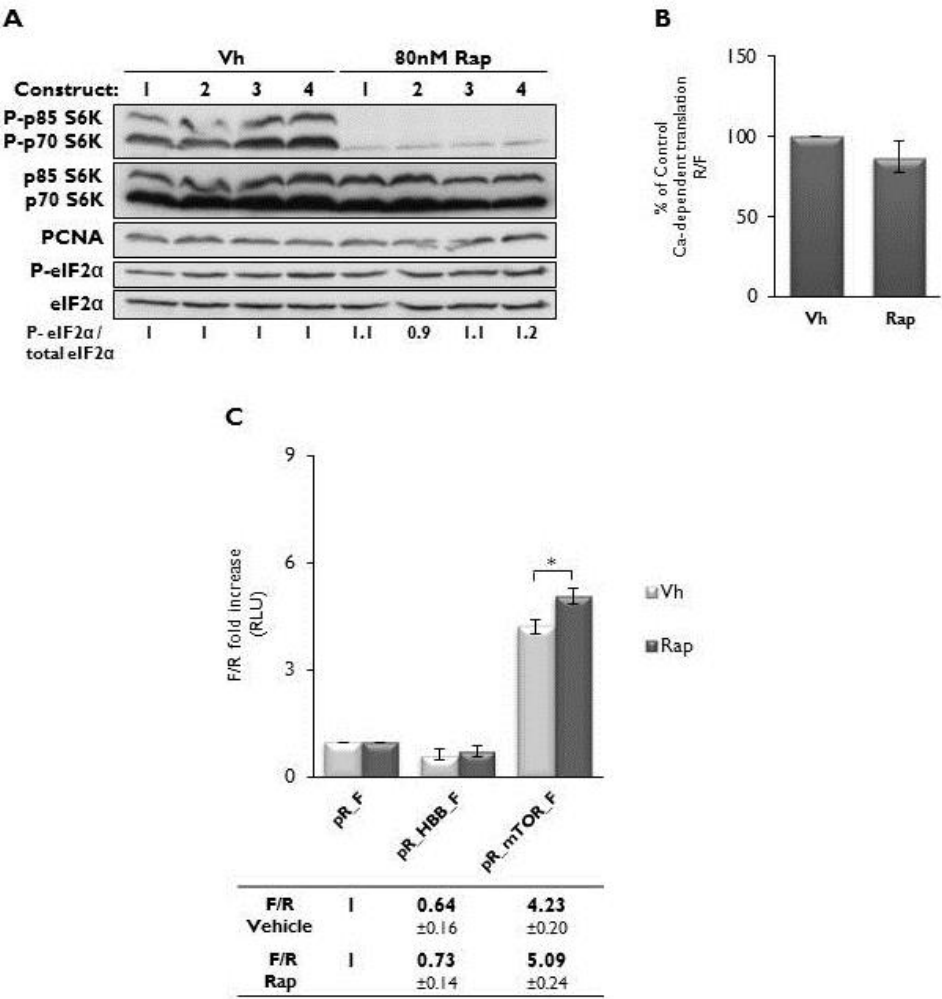 A
Vh 80nM Rap
Construct: 1 2 3 4 1 2 3 4
P-p85 S6K
P-p70 S6K
p85 S6K
p70 S6K
PCNA
P-eIF2α
eIF2α
P- eIF2α / 1 1 1 1 1.1 0.9 1.1 1.2
total eIF2α
B
% of Control
Ca-dependent translation
R/F
150
100
50
0
Vh Rap
C
F/R fold increase
(RLU)
9
6
3
0
*
Vh
Rap
pR_F pR_HBB_F pR_mTOR_F
F/R 1 0.64 4.23
Vehicle ±0.16 ±0.20
F/R 1 0.73 5.09
Rap ±0.14 ±0.24